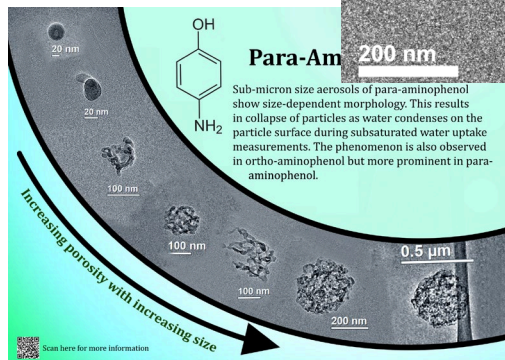 OH
NH₂
Para-Am
200 nm
Sub-micron size aerosols of para-aminophenol
show size-dependent morphology. This results
in collapse of particles as water condenses on the
particle surface during subsaturated water uptake
measurements. The phenomenon is also observed
in ortho-aminophenol but more prominent in para-
aminophenol.
20 nm
20 nm
100 nm
100 nm
100 nm
200 nm
0.5 µm
Increasing porosity with increasing size
Scan here for more information